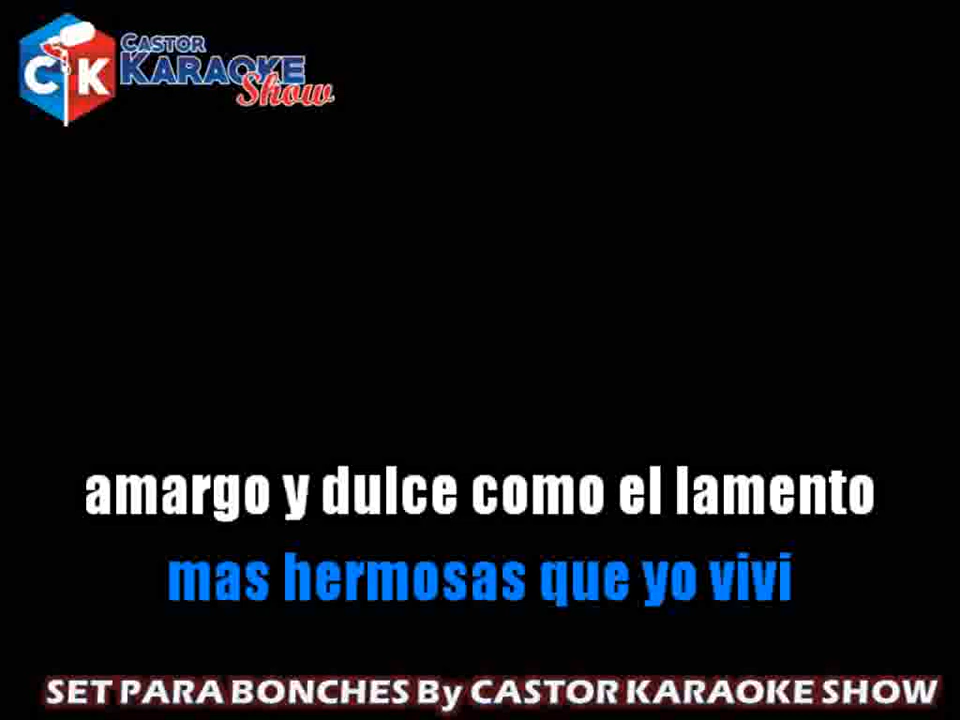 CASTOR
CK KARAOKE
Show
amargo y dulce como el lamento
mas hermosas que yo vivi
SET PARA BONCHES By CASTOR KARAOKE SHOW